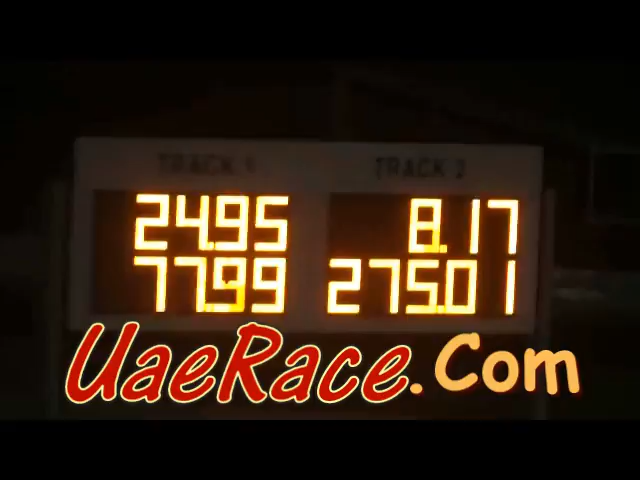 TRACK 1 TRACK 2
24.95 8.17
77.99 275.01
UaeRace.Com